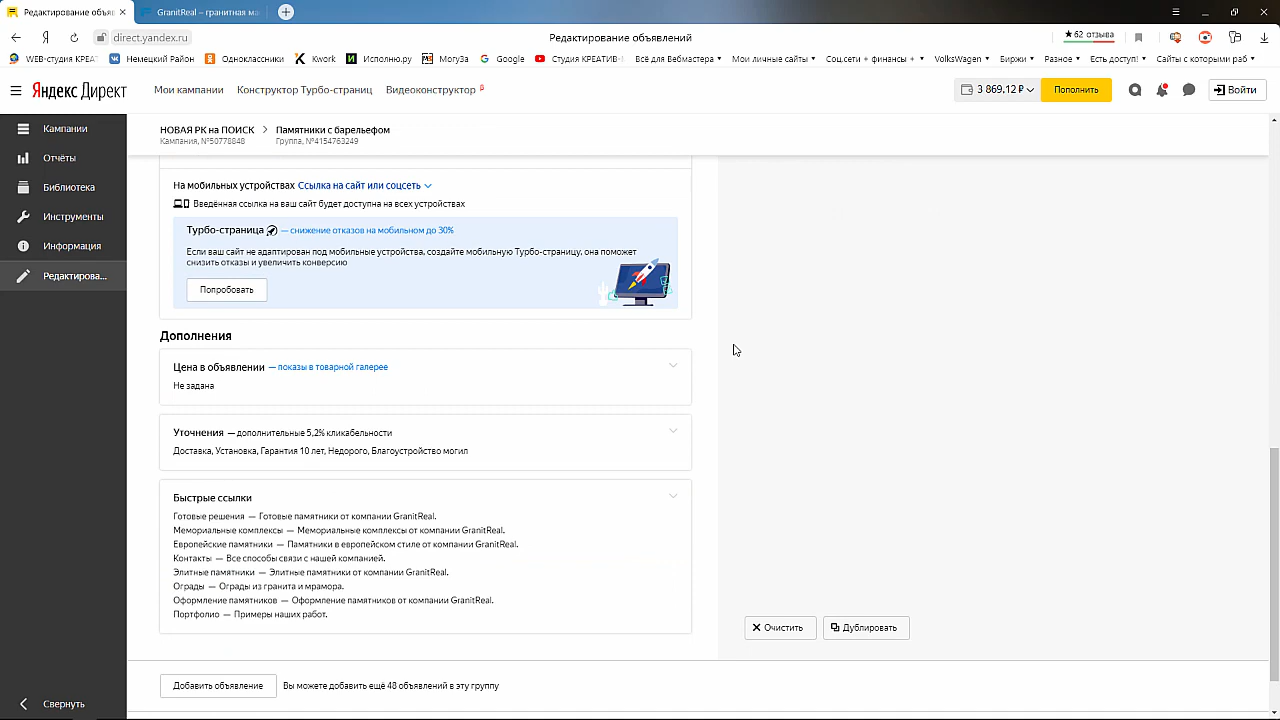 Редактирование объяв
GranitReal – гранитная ма
Я
direct.yandex.ru
Редактирование объявлений
★62 отзыва
WEB-студия КРЕА
Немецкий Район
Одноклассники
Kwork
Исполно.ру
МогуЗа
Google
Студия КРЕАТИВ-
Всё для Вебмастера
Мои личные сайты
Соц.сети + финансы +
VolksWagen
Биржи
Разное
Есть доступ!
Сайты с которыми раб
Яндекс Директ
Мои кампании
Конструктор Турбо-страниц
Видеоконструктор β
3 869,12 ₽
Пополнить
Войти
Кампании
Отчёты
Библиотека
Инструменты
Информация
Редактирова...
Свернуть
НОВАЯ РК на ПОИСК
Памятники с барельефом
Кампания, №50778848
Группа, №4154763249
На мобильных устройствах Ссылка на сайт или соцсеть
Введённая ссылка на ваш сайт будет доступна на всех устройствах
Турбо-страница — снижение отказов на мобильном до 30%
Если ваш сайт не адаптирован под мобильные устройства, создайте мобильную Турбо-страницу, она поможет
снизить отказы и увеличить конверсию
Попробовать
Дополнения
Цена в объявлении — показы в товарной галерее
Не задана
Уточнения — дополнительные 5,2% кликабельности
Доставка, Установка, Гарантия 10 лет, Недорого, Благоустройство могил
Быстрые ссылки
Готовые решения — Готовые памятники от компании GranitReal.
Мемориальные комплексы — Мемориальные комплексы от компании GranitReal.
Европейские памятники — Памятники в европейском стиле от компании GranitReal.
Контакты — Все способы связи с нашей компанией.
Элитные памятники — Элитные памятники от компании GranitReal.
Ограды — Ограды из гранита и мрамора.
Оформление памятников — Оформление памятников от компании GranitReal.
Портфолио — Примеры наших работ.
Очистить
Дублировать
Добавить объявление
Вы можете добавить ещё 48 объявлений в эту группу